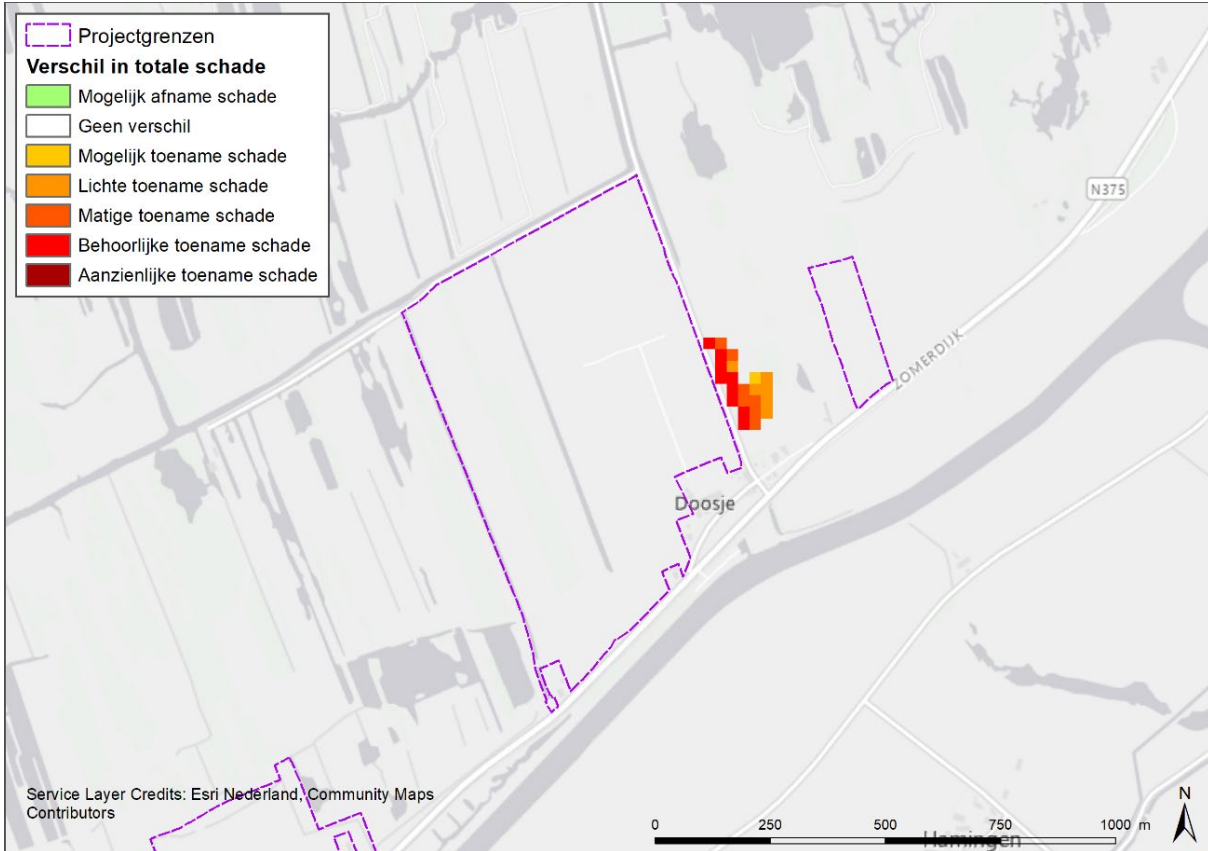 Projectgrenzen
Verschil in totale schade
Mogelijk afname schade
Geen verschil
Mogelijk toename schade
Lichte toename schade
Matige toename schade
Behoorlijke toename schade
Aanzienlijke toename schade
N375
ZOMERDIJK
Doosje
Service Layer Credits: Esri Nederland, Community Maps
Contributors
N
0 250 500 750 1000 m
Hamingen